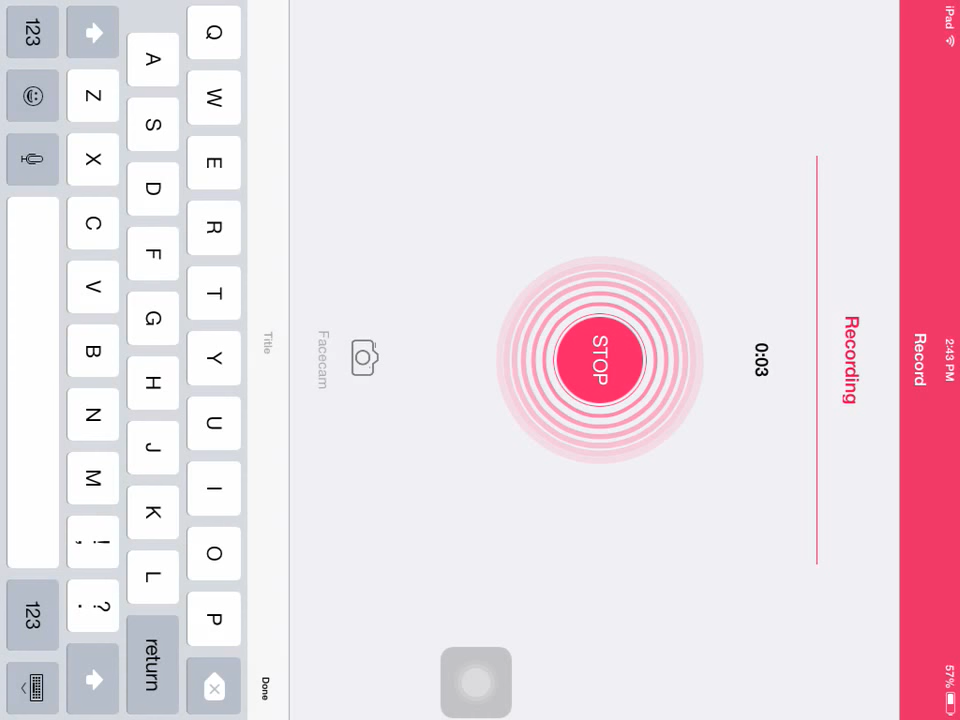 iPad 2:43 PM 57%
Record
Recording
0:03
STOP
Facecam
Title Done
Q W E R T Y U I O P
A S D F G H J K L return
Z X C V B N M ! , ? .
123 123